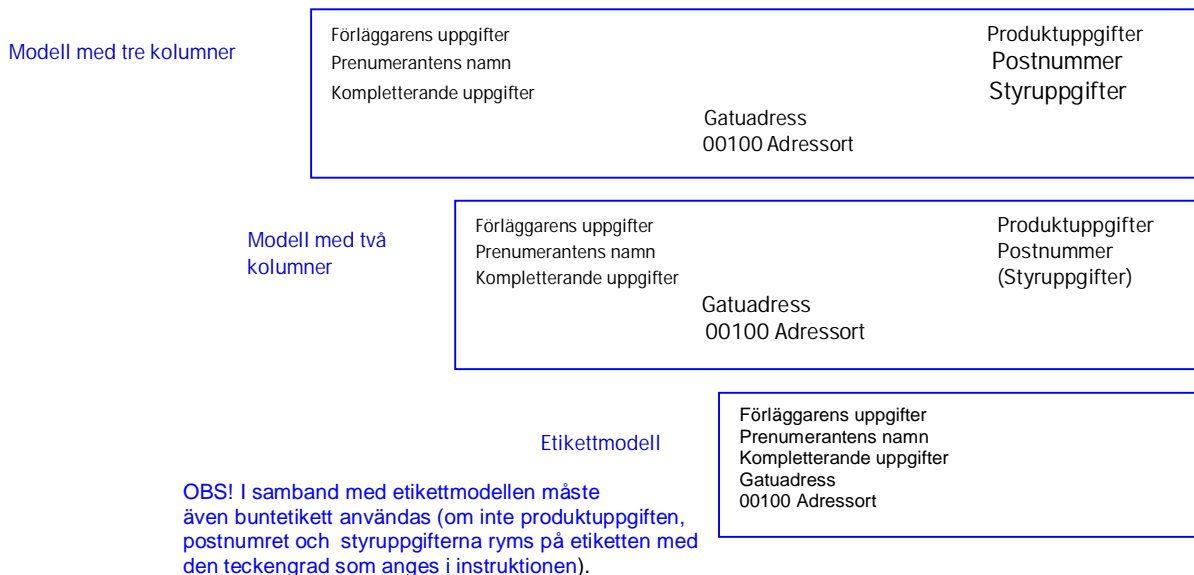 Modell med tre kolumner
Förläggarens uppgifter
Prenumerantens namn
Kompletterande uppgifter
Produktuppgifter
Postnummer
Styruppgifter
Gatuadress
00100 Adressort
Modell med två
kolumner
Förläggarens uppgifter
Prenumerantens namn
Kompletterande uppgifter
Produktuppgifter
Postnummer
(Styruppgifter)
Gatuadress
00100 Adressort
Etikettmodell
Förläggarens uppgifter
Prenumerantens namn
Kompletterande uppgifter
Gatuadress
00100 Adressort
OBS! I samband med etikettmodellen måste
även buntetikett användas (om inte produktuppgiften,
postnumret och styruppgifterna ryms på etiketten med
den teckengrad som anges i instruktionen).